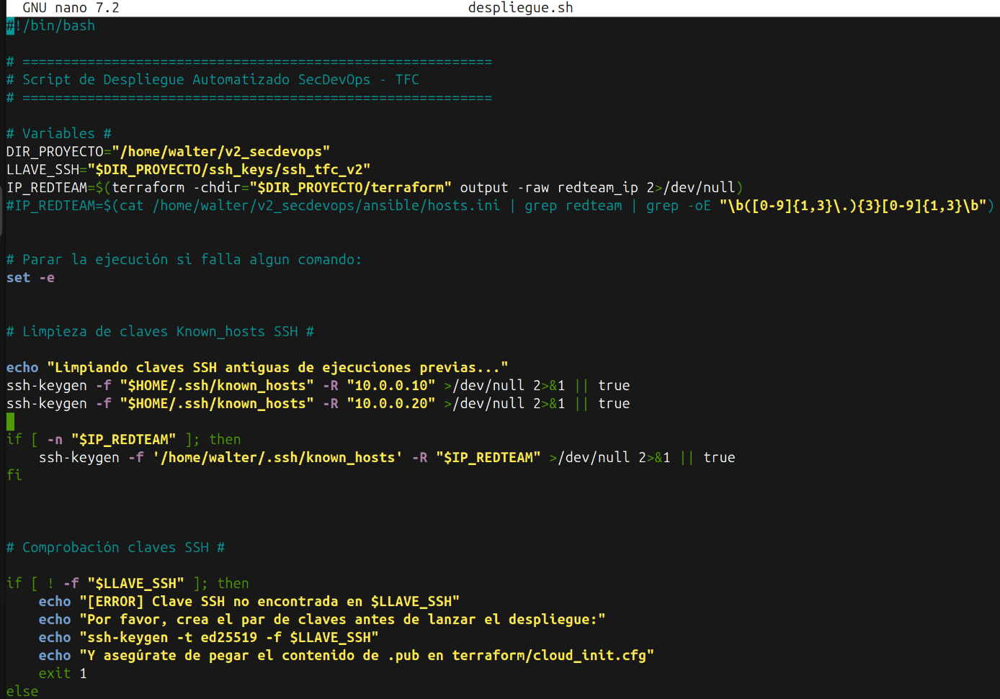 GNU nano 7.2 despliegue.sh
#!/bin/bash
# ==========================================================
# Script de Despliegue Automatizado SecDevOps - TFC
# ==========================================================
# Variables #
DIR_PROYECTO="/home/walter/v2_secdevops"
LLAVE_SSH="$DIR_PROYECTO/ssh_keys/ssh_tfc_v2"
IP_REDTEAM=$(terraform -chdir="$DIR_PROYECTO/terraform" output -raw redteam_ip 2>/dev/null)
#IP_REDTEAM=$(cat /home/walter/v2_secdevops/ansible/hosts.ini | grep redteam | grep -oE "\b([0-9]{1,3}\.){3}[0-9]{1,3}\b")
# Parar la ejecución si falla algun comando:
set -e
# Limpieza de claves Known_hosts SSH #
echo "Limpiando claves SSH antiguas de ejecuciones previas..."
ssh-keygen -f "$HOME/.ssh/known_hosts" -R "10.0.0.10" >/dev/null 2>&1 || true
ssh-keygen -f "$HOME/.ssh/known_hosts" -R "10.0.0.20" >/dev/null 2>&1 || true
if [ -n "$IP_REDTEAM" ]; then
    ssh-keygen -f '/home/walter/.ssh/known_hosts' -R "$IP_REDTEAM" >/dev/null 2>&1 || true
fi
# Comprobación claves SSH #
if [ ! -f "$LLAVE_SSH" ]; then
    echo "[ERROR] Clave SSH no encontrada en $LLAVE_SSH"
    echo "Por favor, crea el par de claves antes de lanzar el despliegue:"
    echo "ssh-keygen -t ed25519 -f $LLAVE_SSH"
    echo "Y asegúrate de pegar el contenido de .pub en terraform/cloud_init.cfg"
    exit 1
else